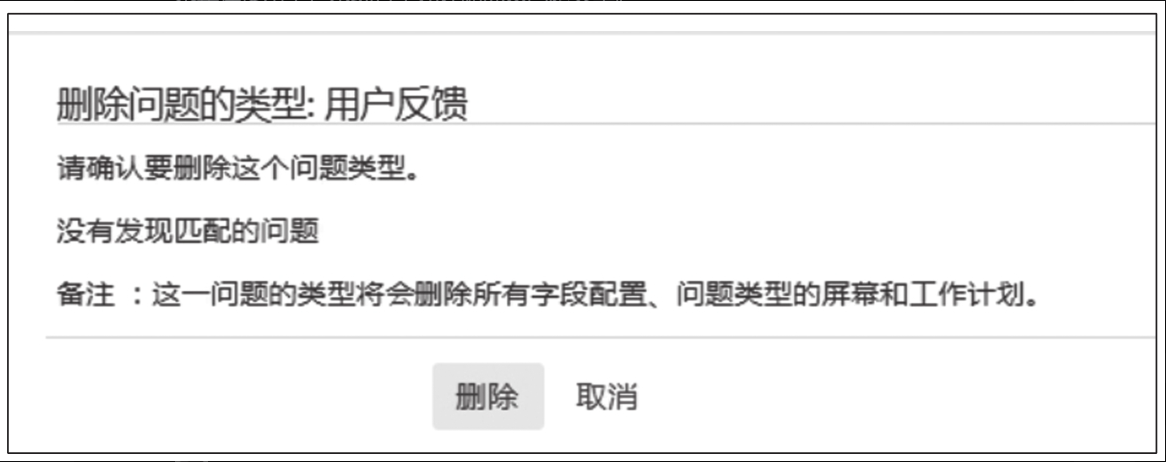 删除问题的类型: 用户反馈
请确认要删除这个问题类型。
没有发现匹配的问题
备注 ：这一问题的类型将会删除所有字段配置、问题类型的屏幕和工作计划。
删除 取消